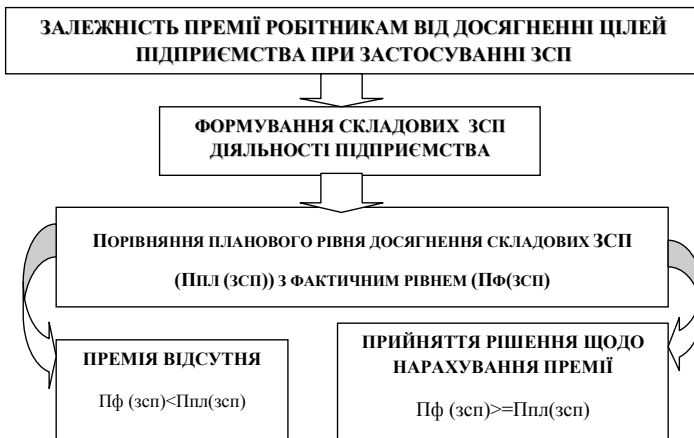 ЗАЛЕЖНІСТЬ ПРЕМІЇ РОБІТНИКАМ ВІД ДОСЯГНЕННІ ЦІЛЕЙ
ПІДПРИЄМСТВА ПРИ ЗАСТОСУВАННІ ЗСП
ФОРМУВАННЯ СКЛАДОВИХ ЗСП
ДІЯЛЬНОСТІ ПІДПРИЄМСТВА
ПОРІВНЯННЯ ПЛАНОВОГО РІВНЯ ДОСЯГНЕННЯ СКЛАДОВИХ ЗСП
(ППЛ (ЗСП)) З ФАКТИЧНИМ РІВНЕМ (ПФ(ЗСП)
ПРЕМІЯ ВІДСУТНЯ
Пф (зсп)<Ппл(зсп)
ПРИЙНЯТТЯ РІШЕННЯ ЩОДО
НАРАХУВАННЯ ПРЕМІЇ
Пф (зсп)>=Ппл(зсп)